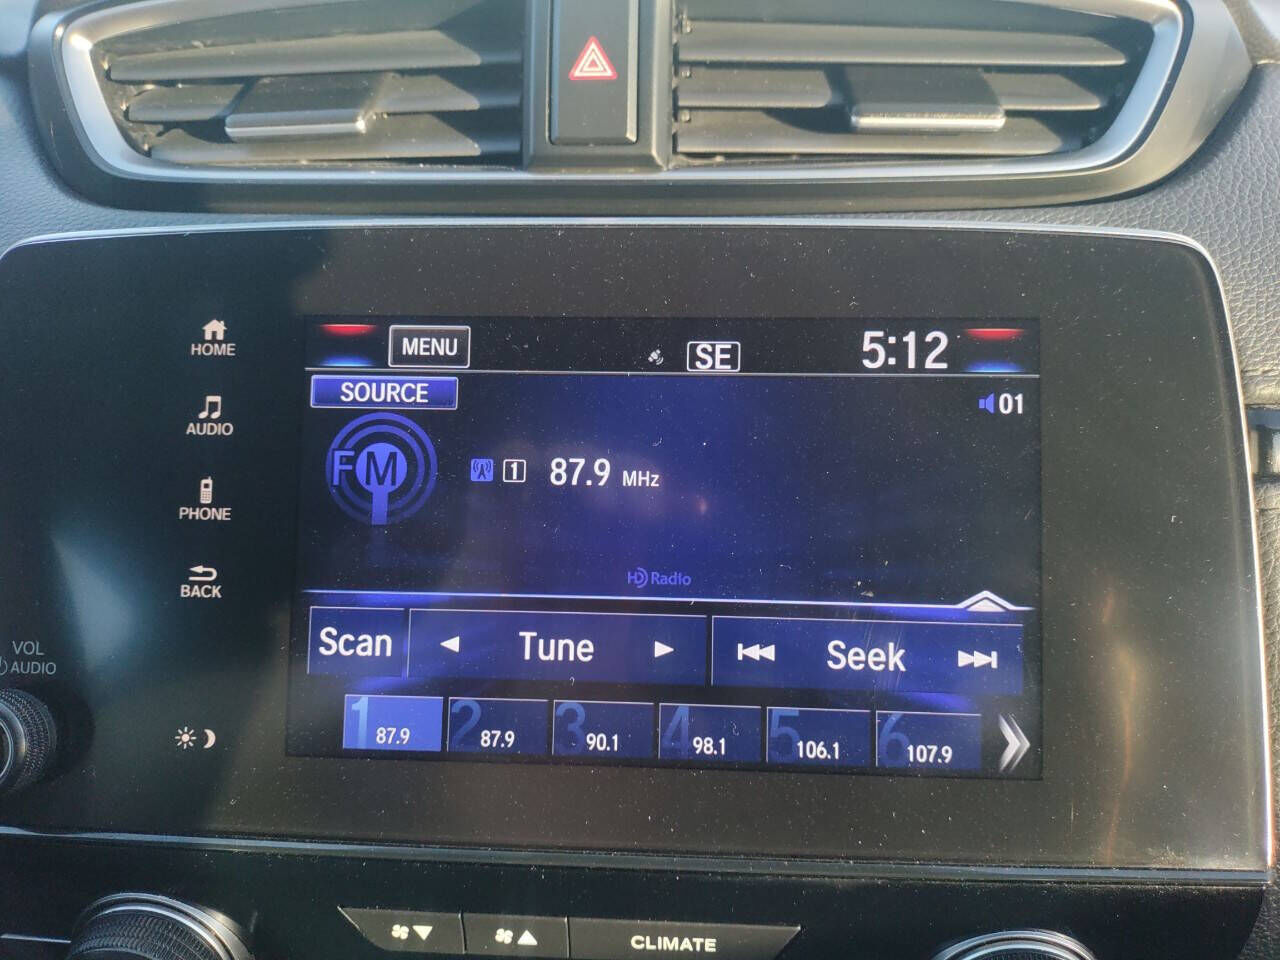 MENU SE 5:12
HOME
SOURCE
01
AUDIO
FM 1 87.9 MHz
PHONE
HD Radio
BACK
Scan Tune Seek
VOL
AUDIO
1 87.9 2 87.9 3 90.1 4 98.1 5 106.1 6 107.9
CLIMATE